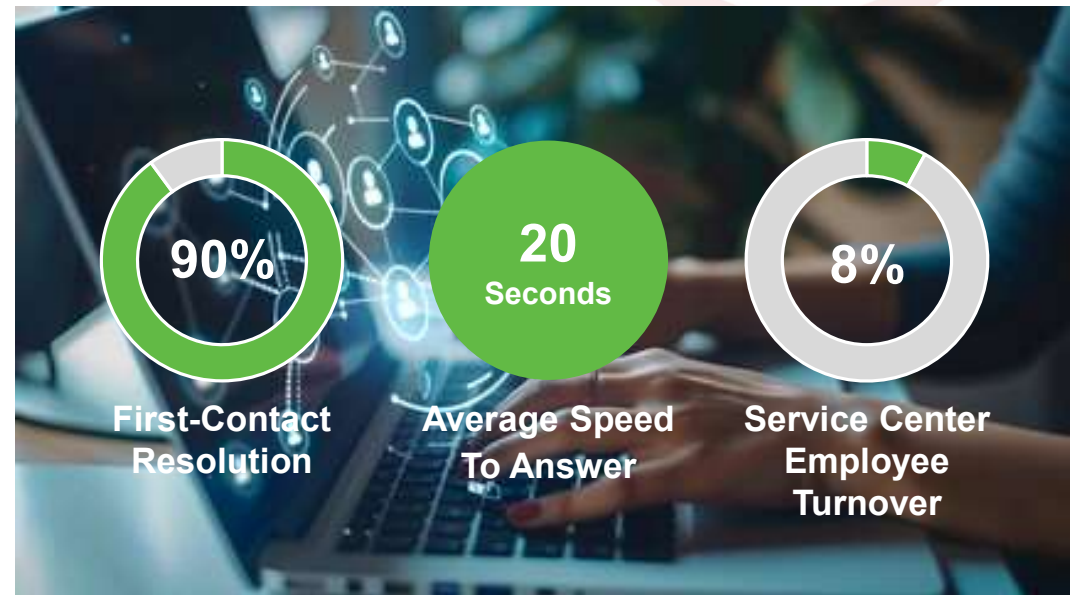 90%
First-Contact
Resolution
20
Seconds
Average Speed
To Answer
8%
Service Center
Employee
Turnover